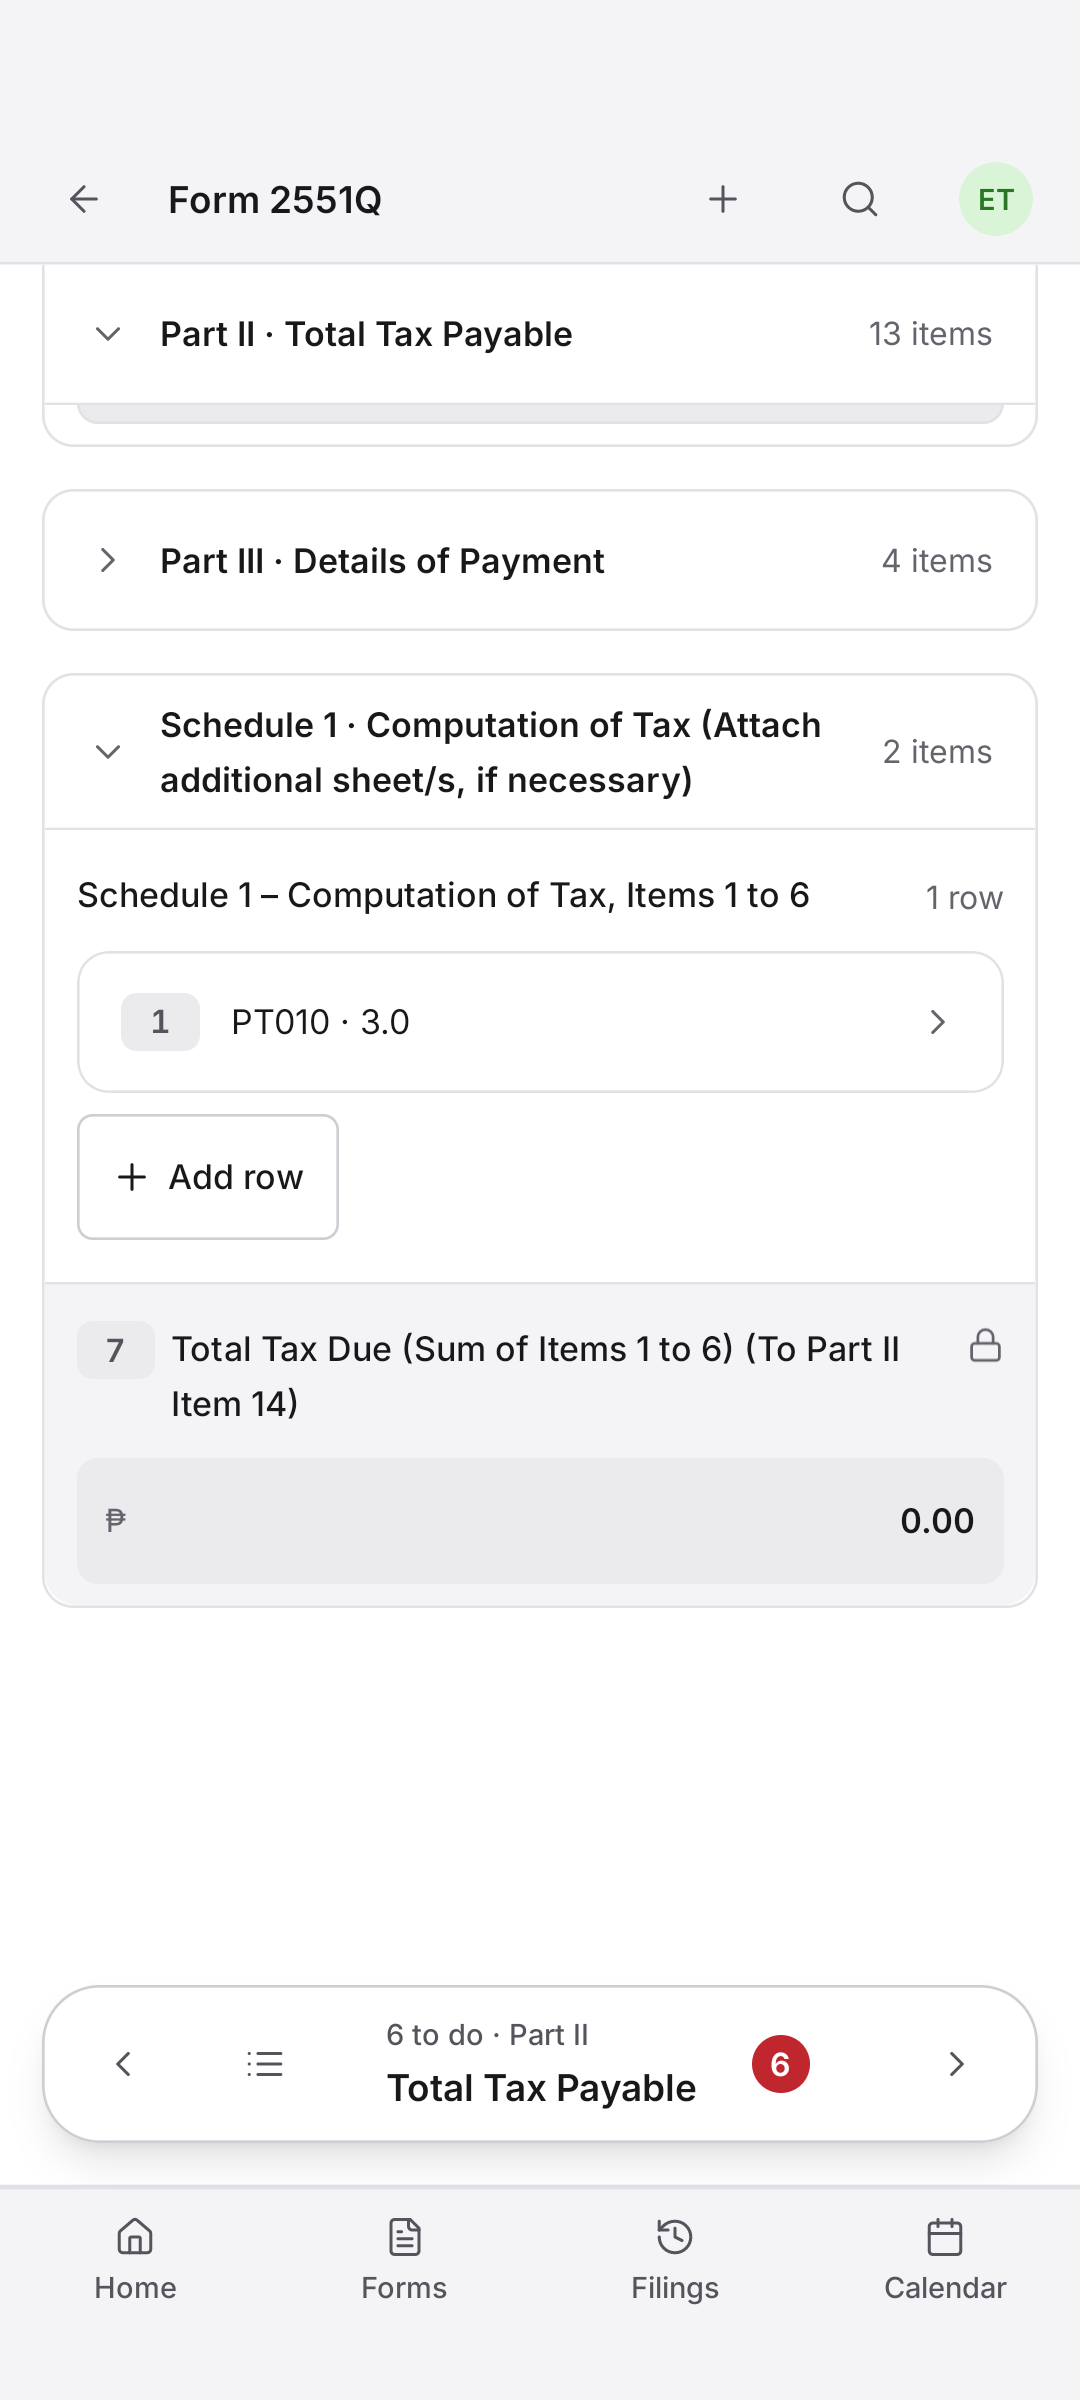 Form 2551Q
ET
Part II · Total Tax Payable
13 items
Part III · Details of Payment
4 items
Schedule 1 · Computation of Tax (Attach
additional sheet/s, if necessary)
2 items
Schedule 1 – Computation of Tax, Items 1 to 6
1 row
1
PT010 · 3.0
Add row
7
Total Tax Due (Sum of Items 1 to 6) (To Part II
Item 14)
₱
0.00
6 to do · Part II
Total Tax Payable
6
Home
Forms
Filings
Calendar